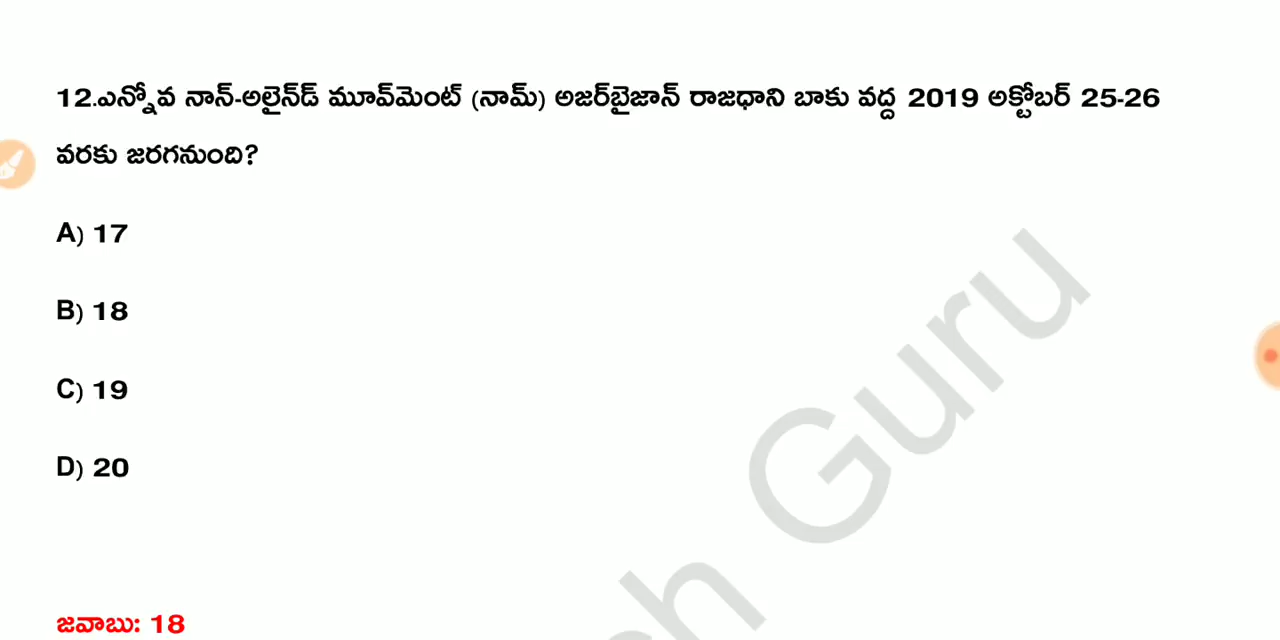 12.ఎన్నోవ నాన్-అలైన్‌డ్ మూవ్‌మెంట్ (నామ్) అజర్‌బైజాన్ రాజధాని బాకు వద్ద 2019 అక్టోబర్ 25-26
వరకు జరగనుంది?
A) 17
B) 18
C) 19
D) 20
జవాబు: 18
Guru